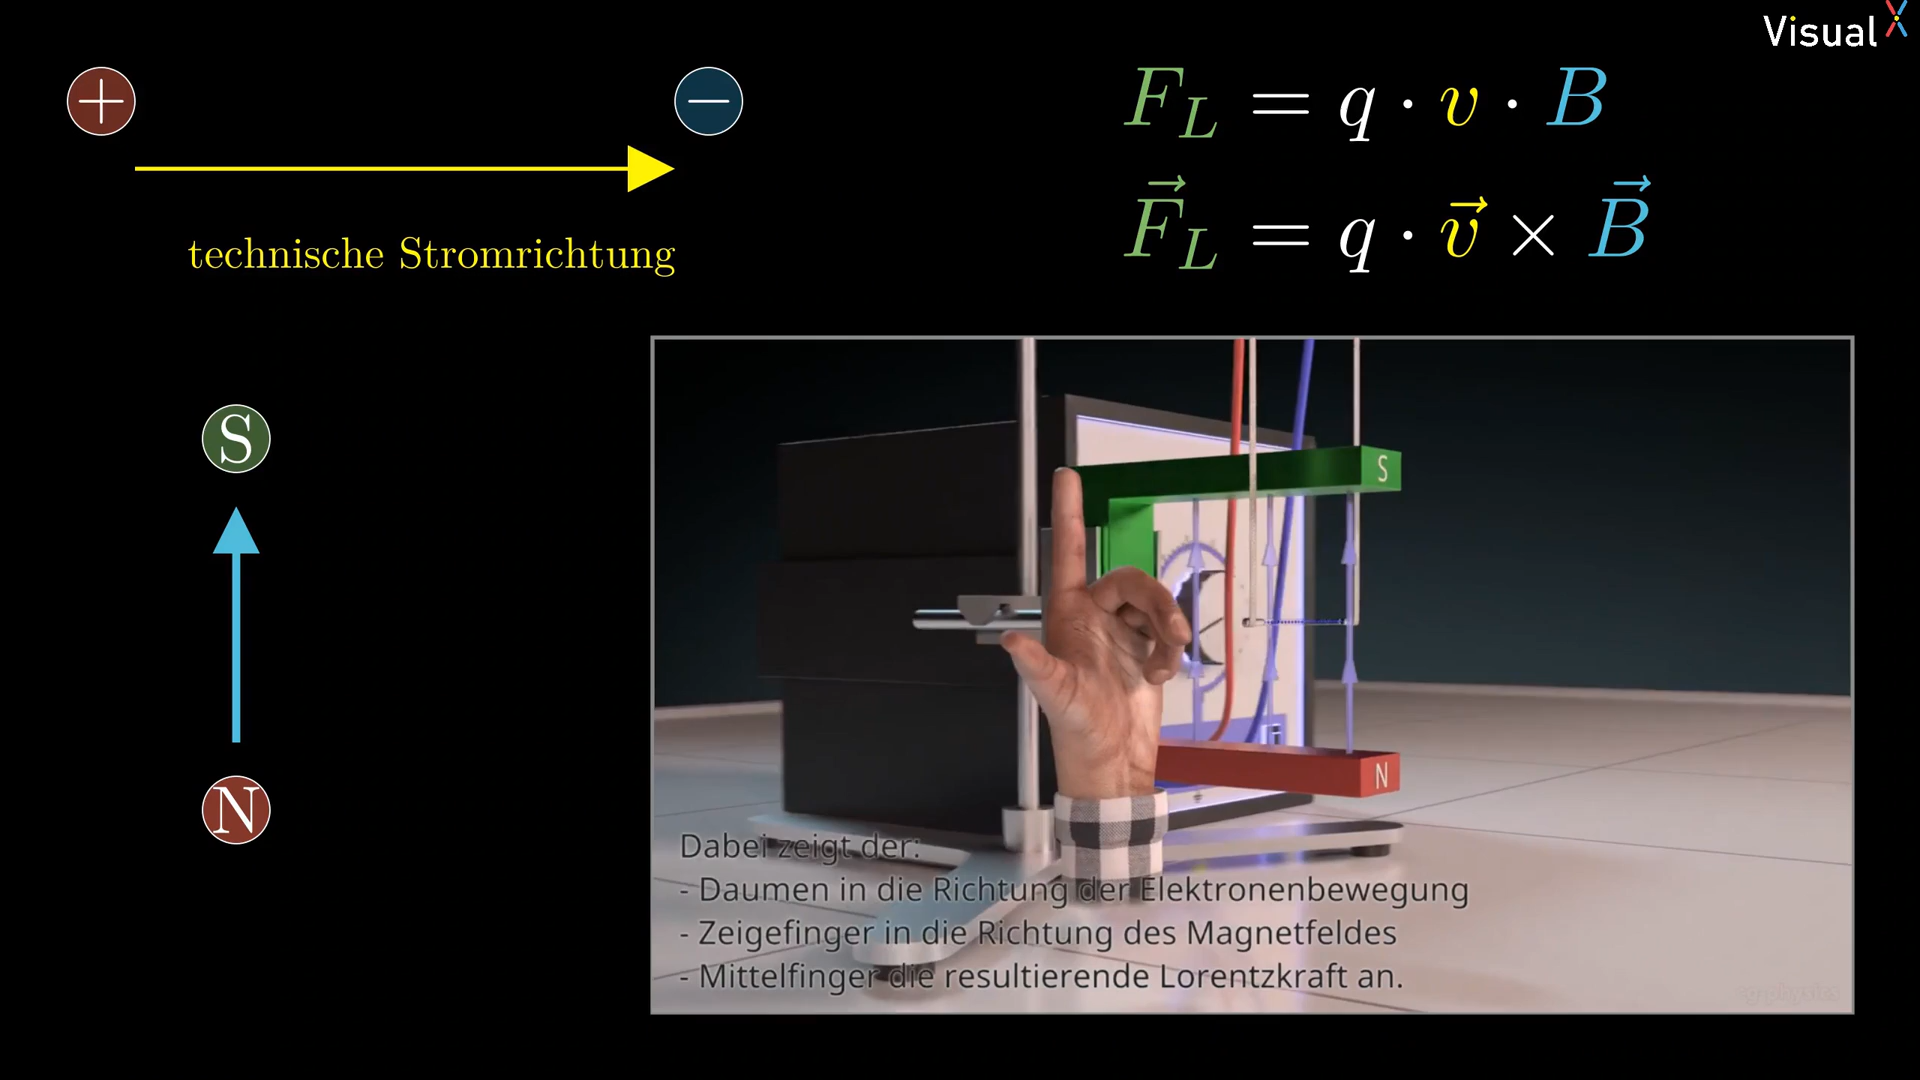 VisualX
+ −
F_L = q · v · B
technische Stromrichtung
F⃗_L = q · v⃗ × B⃗
S
S
N
N
Dabei zeigt der:
- Daumen in die Richtung der Elektronenbewegung
- Zeigefinger in die Richtung des Magnetfeldes
- Mittelfinger die resultierende Lorentzkraft an.